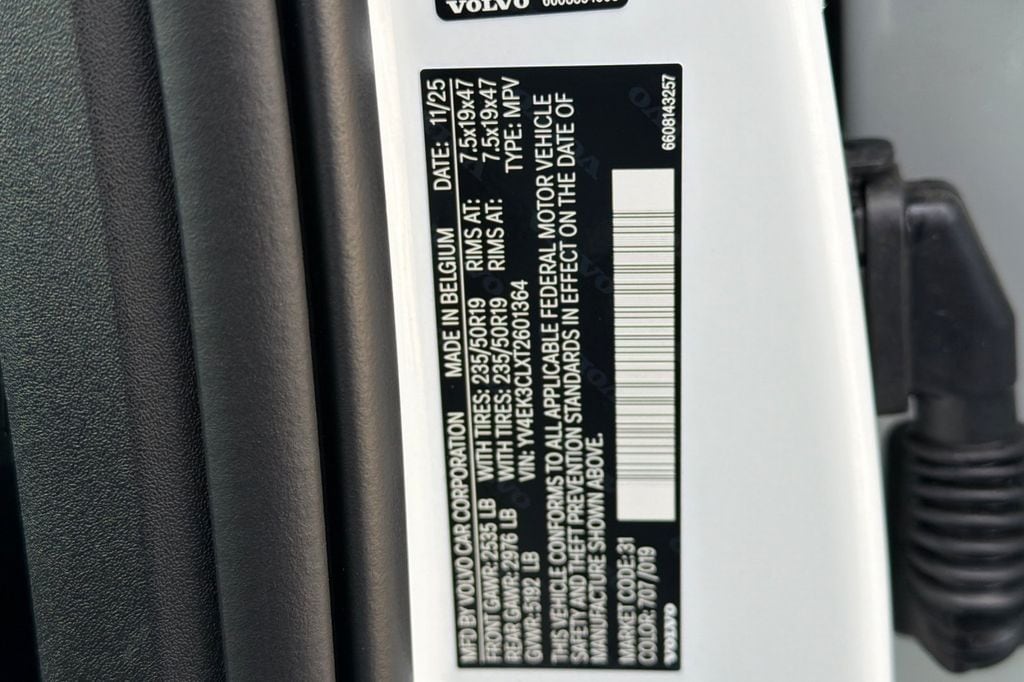 VOLVO
MFD BY VOLVO CAR CORPORATION MADE IN BELGIUM DATE: 11/25
FRONT GAWR: 2535 LB WITH TIRES: 235/50R19 RIMS AT: 7.5x19x47
REAR GAWR: 2976 LB WITH TIRES: 235/50R19 RIMS AT: 7.5x19x47
GVWR: 5192 LB VIN: YV4EK3CLXT2601364 TYPE: MPV
THIS VEHICLE CONFORMS TO ALL APPLICABLE FEDERAL MOTOR VEHICLE
SAFETY AND THEFT PREVENTION STANDARDS IN EFFECT ON THE DATE OF
MANUFACTURE SHOWN ABOVE.
MARKET CODE: 31
COLOR: 707/019
VOLVO
6608143257